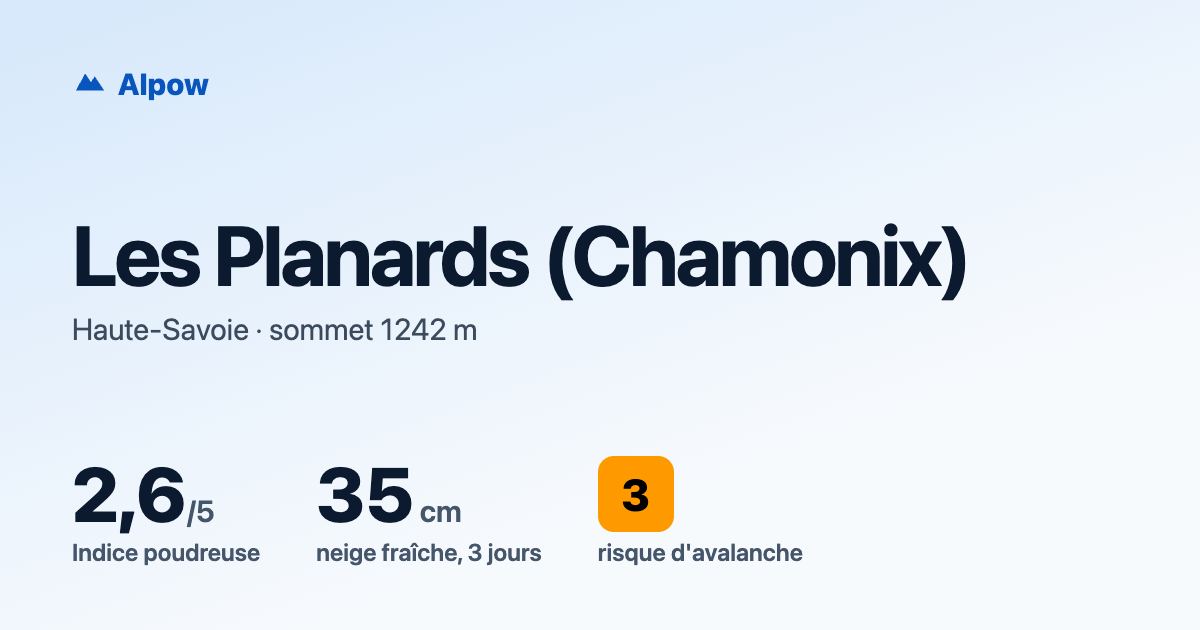 Alpow
Les Planards (Chamonix)
Haute-Savoie · sommet 1242 m
2,6/5
Indice poudreuse
35 cm
neige fraîche, 3 jours
3
risque d'avalanche